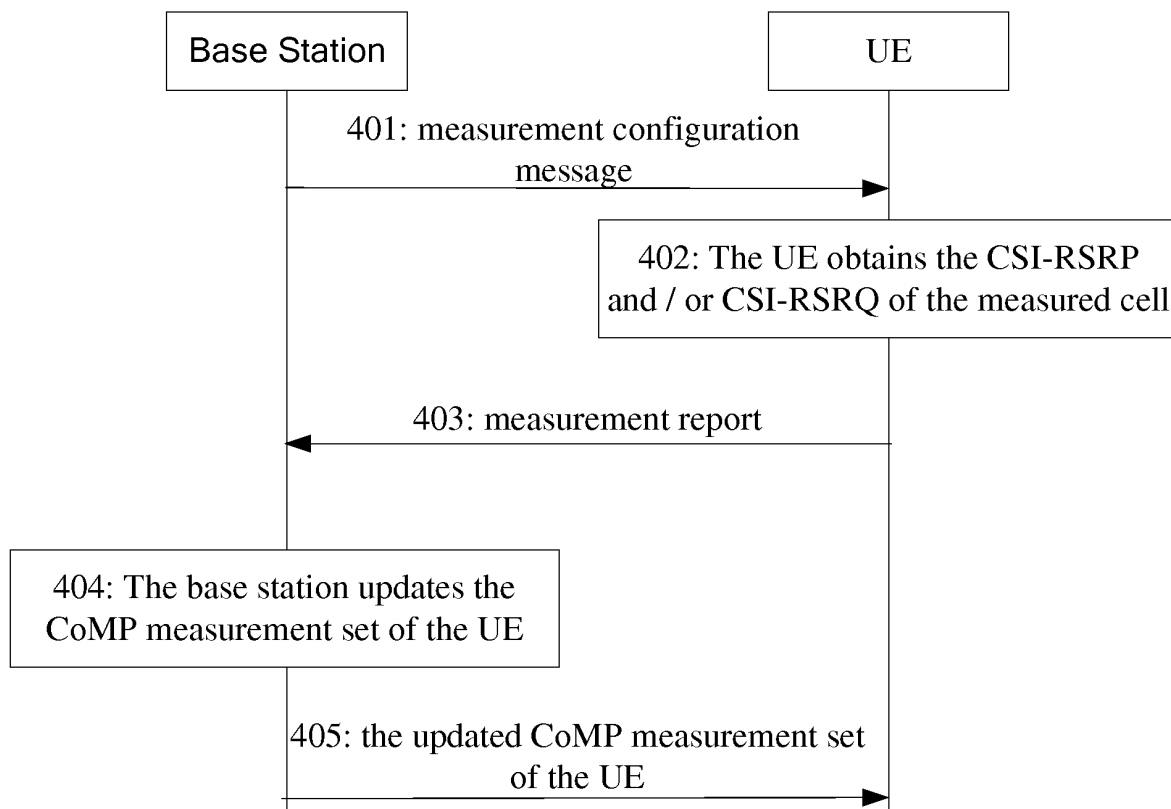 Base Station
UE
401: measurement configuration
message
402: The UE obtains the CSI-RSRP
and / or CSI-RSRQ of the measured cell
403: measurement report
404: The base station updates the
CoMP measurement set of the UE
405: the updated CoMP measurement set
of the UE